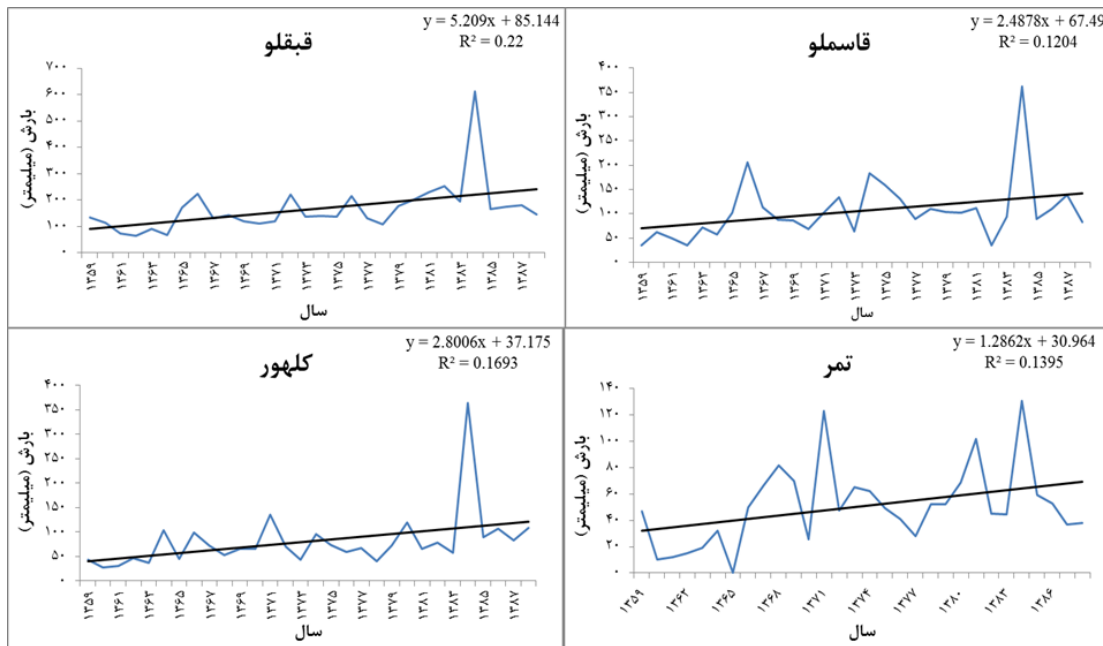 y = 5.209x + 85.144
R² = 0.22
قبقلو
بارش (میلیمتر)
۷۰۰
۶۰۰
۵۰۰
۴۰۰
۳۰۰
۲۰۰
۱۰۰
۰
۱۳۵۹ ۱۳۶۱ ۱۳۶۳ ۱۳۶۵ ۱۳۶۷ ۱۳۶۹ ۱۳۷۱ ۱۳۷۳ ۱۳۷۵ ۱۳۷۷ ۱۳۷۹ ۱۳۸۱ ۱۳۸۳ ۱۳۸۵ ۱۳۸۷
سال
y = 2.4878x + 67.49
R² = 0.1204
قاسملو
بارش (میلیمتر)
۴۰۰
۳۵۰
۳۰۰
۲۵۰
۲۰۰
۱۵۰
۱۰۰
۵۰
۰
۱۳۵۹ ۱۳۶۱ ۱۳۶۳ ۱۳۶۵ ۱۳۶۷ ۱۳۶۹ ۱۳۷۱ ۱۳۷۳ ۱۳۷۵ ۱۳۷۷ ۱۳۷۹ ۱۳۸۱ ۱۳۸۳ ۱۳۸۵ ۱۳۸۷
سال
y = 2.8006x + 37.175
R² = 0.1693
کلهور
بارش (میلیمتر)
۴۰۰
۳۵۰
۳۰۰
۲۵۰
۲۰۰
۱۵۰
۱۰۰
۵۰
۰
۱۳۵۹ ۱۳۶۱ ۱۳۶۳ ۱۳۶۵ ۱۳۶۷ ۱۳۶۹ ۱۳۷۱ ۱۳۷۳ ۱۳۷۵ ۱۳۷۷ ۱۳۷۹ ۱۳۸۱ ۱۳۸۳ ۱۳۸۵ ۱۳۸۷
سال
y = 1.2862x + 30.964
R² = 0.1395
تمر
بارش (میلیمتر)
۱۴۰
۱۲۰
۱۰۰
۸۰
۶۰
۴۰
۲۰
۰
۱۳۵۹ ۱۳۶۲ ۱۳۶۵ ۱۳۶۸ ۱۳۷۱ ۱۳۷۴ ۱۳۷۷ ۱۳۸۰ ۱۳۸۳ ۱۳۸۶
سال